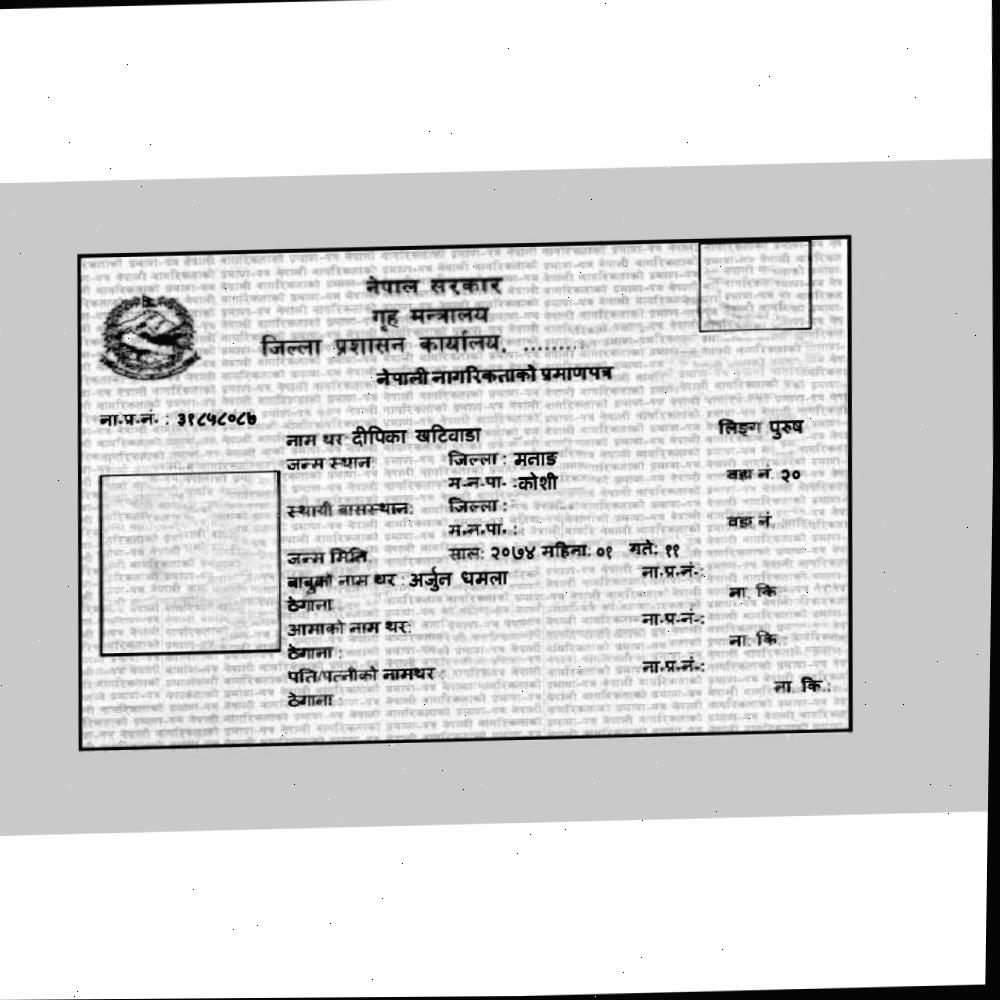 नेपाल सरकार
गृह मन्त्रालय
जिल्ला प्रशासन कार्यालय, ........
नेपाली नागरिकताको प्रमाणपत्र
ना.प्र.नं. : ३१८५८०८७
नाम थर: दीपिका खटिवाडा लिङ्ग पुरुष
जन्म स्थान: जिल्ला : मनाङ
म.न.पा. :कोशी वडा नं. २०
स्थायी बासस्थान: जिल्ला :
म.न.पा. : वडा नं.
जन्म मिति: साल: २०७४ महिना: ०१ गते: ११
बाबुको नाम थर : अर्जुन धमला ना.प्र.नं.:
ठेगाना : ना. कि.:
आमाको नाम थर: ना.प्र.नं.:
ठेगाना : ना. कि.:
पति/पत्नीको नामथर : ना.प्र.नं.:
ठेगाना : ना. कि.: